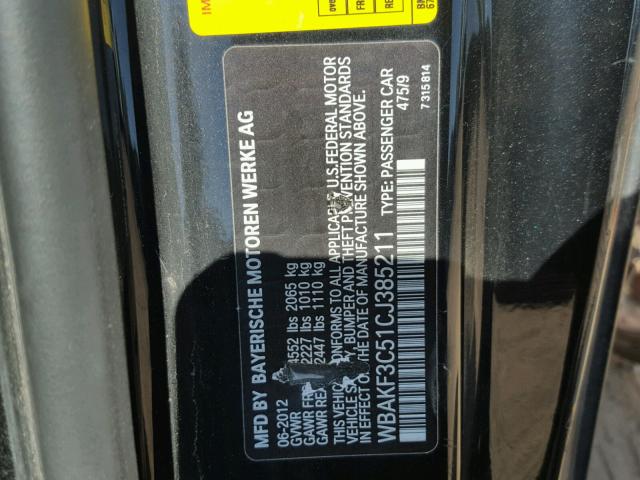 MFD BY BAYERISCHE MOTOREN WERKE AG
06-2012
GVWR 4552 lbs 2065 kg
GAWR FRT 2227 lbs 1010 kg
GAWR REA 2447 lbs 1110 kg
THIS VEHICLE CONFORMS TO ALL APPLICABLE U.S.FEDERAL MOTOR
VEHICLE SAFETY, BUMPER AND THEFT PREVENTION STANDARDS
IN EFFECT ON THE DATE OF MANUFACTURE SHOWN ABOVE.
WBAKF3C51CJ385211 TYPE: PASSENGER CAR
475/9
7 315 814